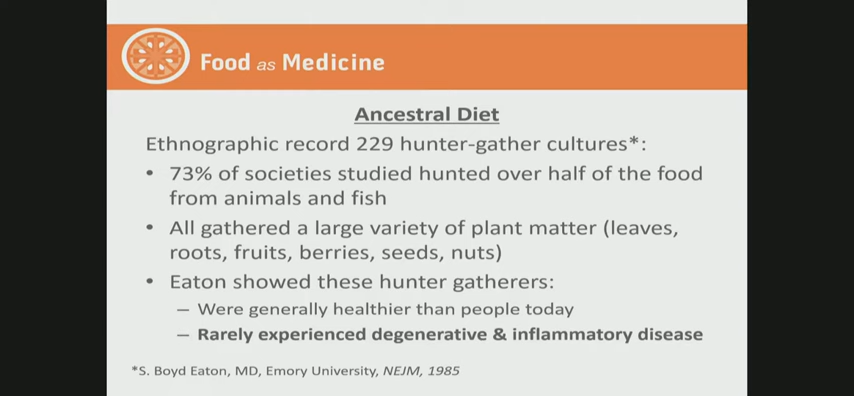 Food as Medicine
Ancestral Diet
Ethnographic record 229 hunter-gather cultures*:
• 73% of societies studied hunted over half of the food
from animals and fish
• All gathered a large variety of plant matter (leaves,
roots, fruits, berries, seeds, nuts)
• Eaton showed these hunter gatherers:
– Were generally healthier than people today
– Rarely experienced degenerative & inflammatory disease
*S. Boyd Eaton, MD, Emory University, NEJM, 1985